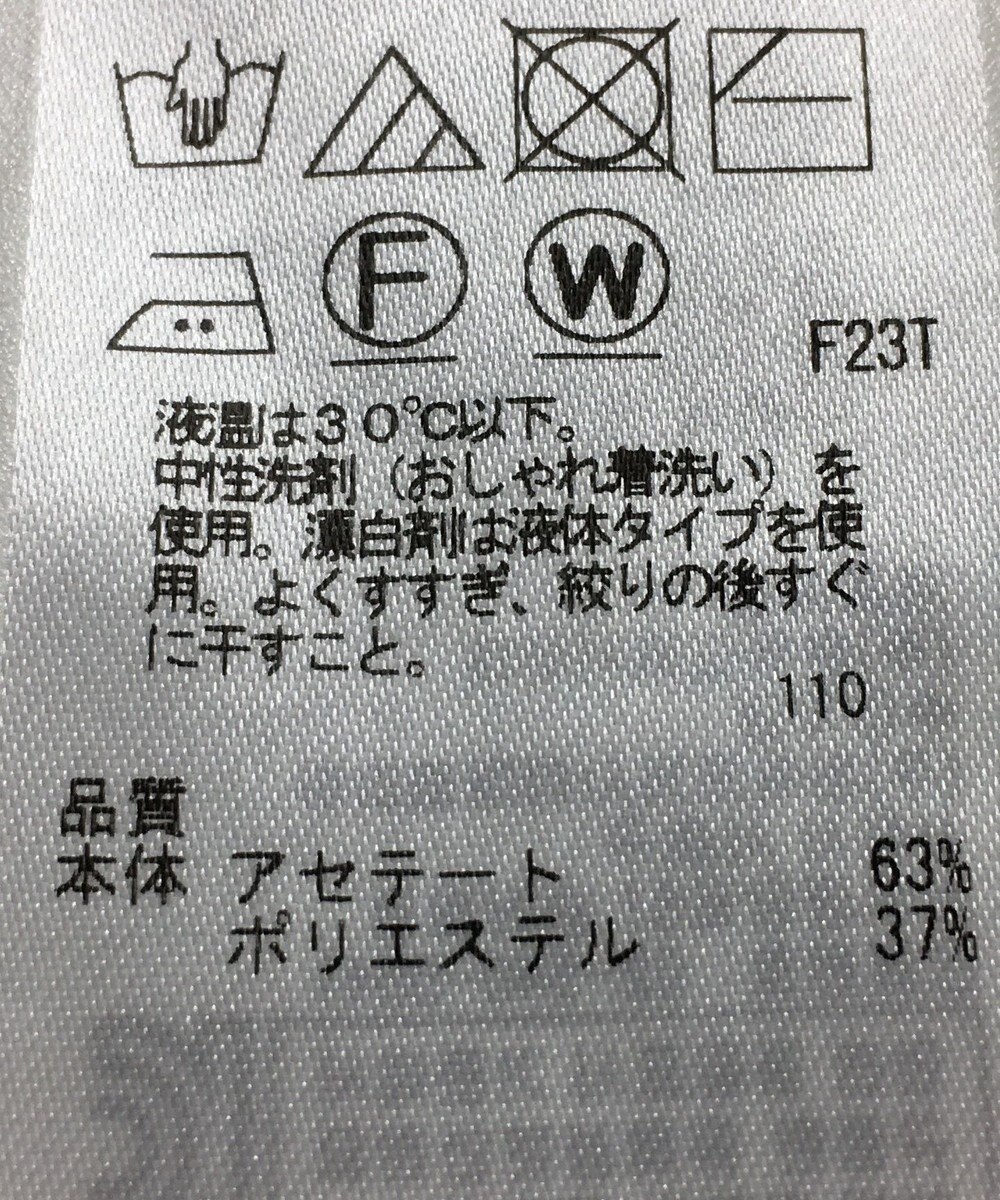 F W
F23T
液温は30℃以下。
中性洗剤(おしゃれ着洗い)を
使用。漂白剤は液体タイプを使
用。よくすすぎ、絞りの後すぐ
に干すこと。
110
品質
本体 アセテート 63%
ポリエステル 37%